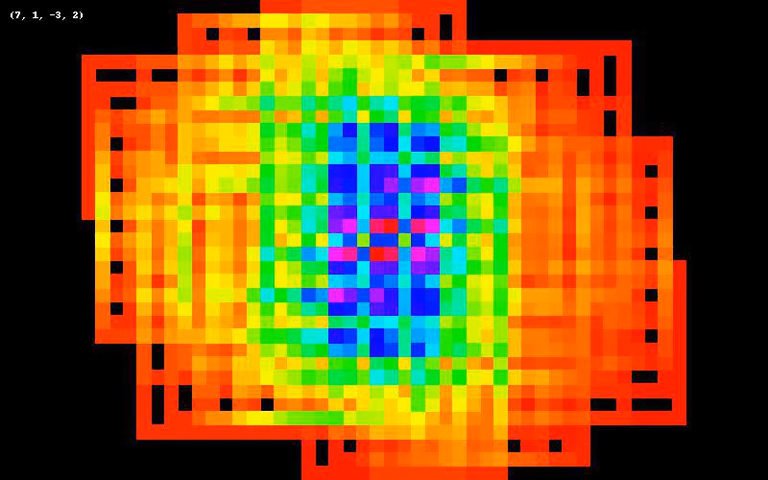 (7, 1, -3, 2)